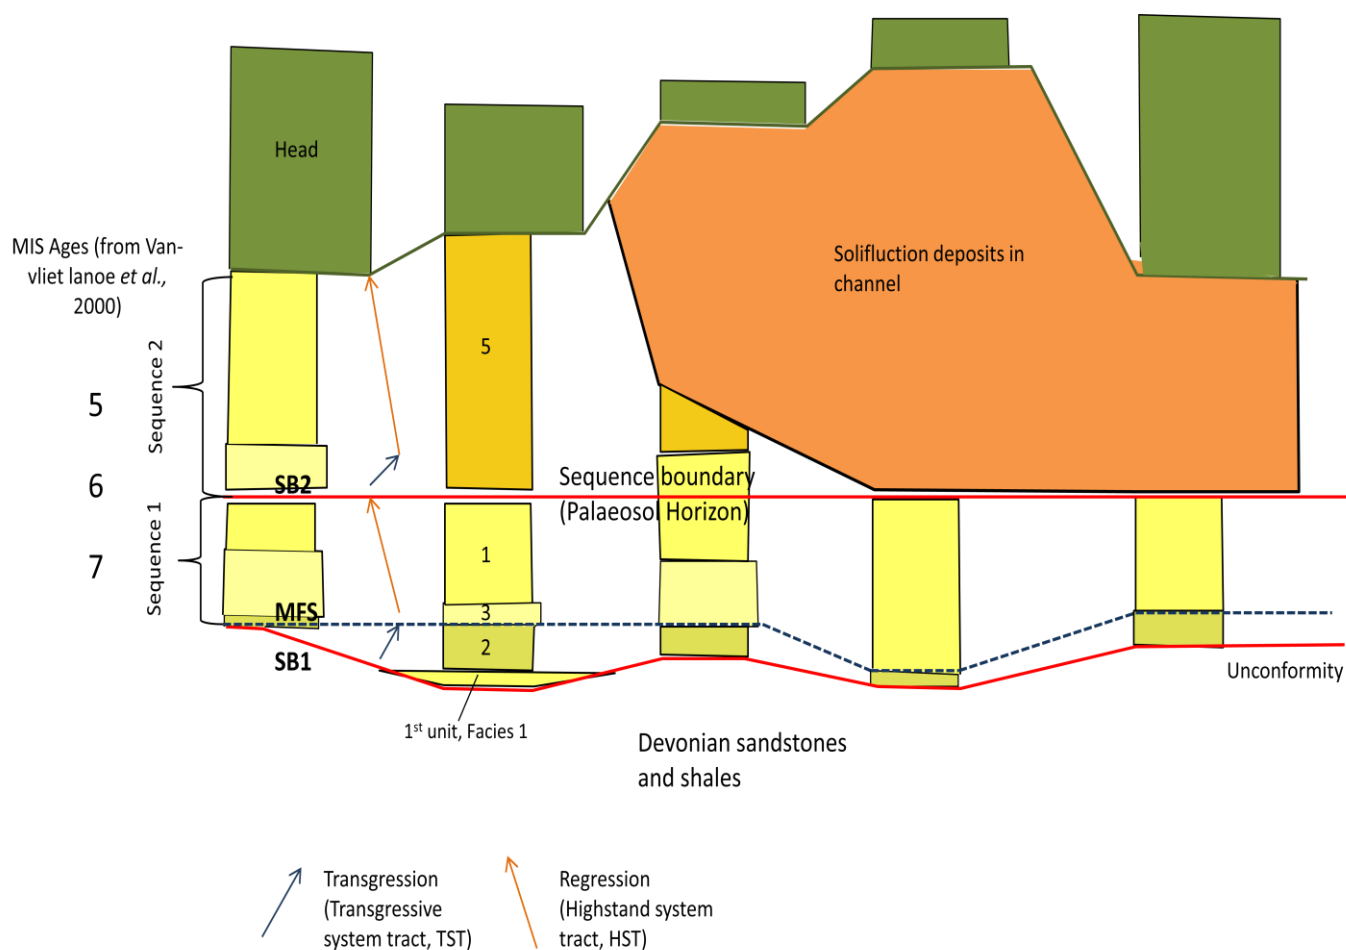 Head
MIS Ages (from Van-
vliet lanoe et al.,
2000)
Solifluction deposits in
channel
Sequence 2
5
5
6
SB2
Sequence boundary
(Palaeosol Horizon)
Sequence 1
7
1
3
MFS
2
SB1
Unconformity
1st unit, Facies 1
Devonian sandstones
and shales
Transgression
(Transgressive
system tract, TST)
Regression
(Highstand system
tract, HST)